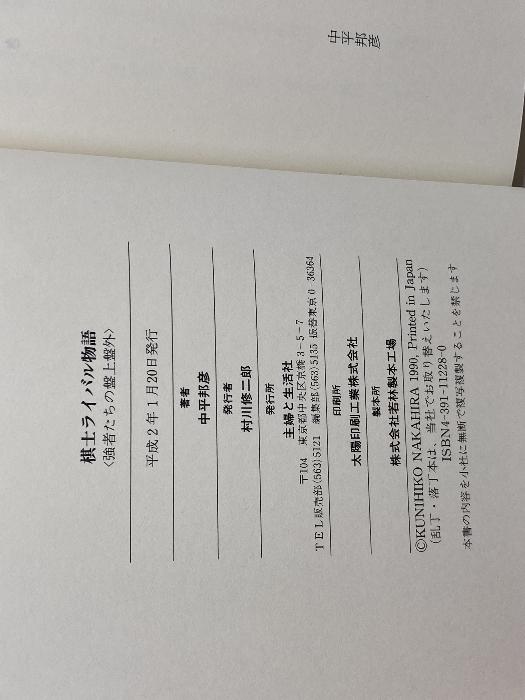 中平邦彦
棋士ライバル物語
〈強者たちの盤上盤外〉
平成2年1月20日発行
著者
中平邦彦
発行者
村川修二郎
発行所
主婦と生活社
〒104 東京都中央区京橋3-5-7
TEL販売部(563)5121 編集部(563)5135 振替東京0-36364
印刷所
太陽印刷工業株式会社
製本所
株式会社若林製本工場
©KUNIHIKO NAKAHIRA 1990, Printed in Japan
(乱丁・落丁本は、当社でお取り替えいたします)
ISBN4-391-11228-0
本書の内容を小社に無断で複写複製することを禁じます